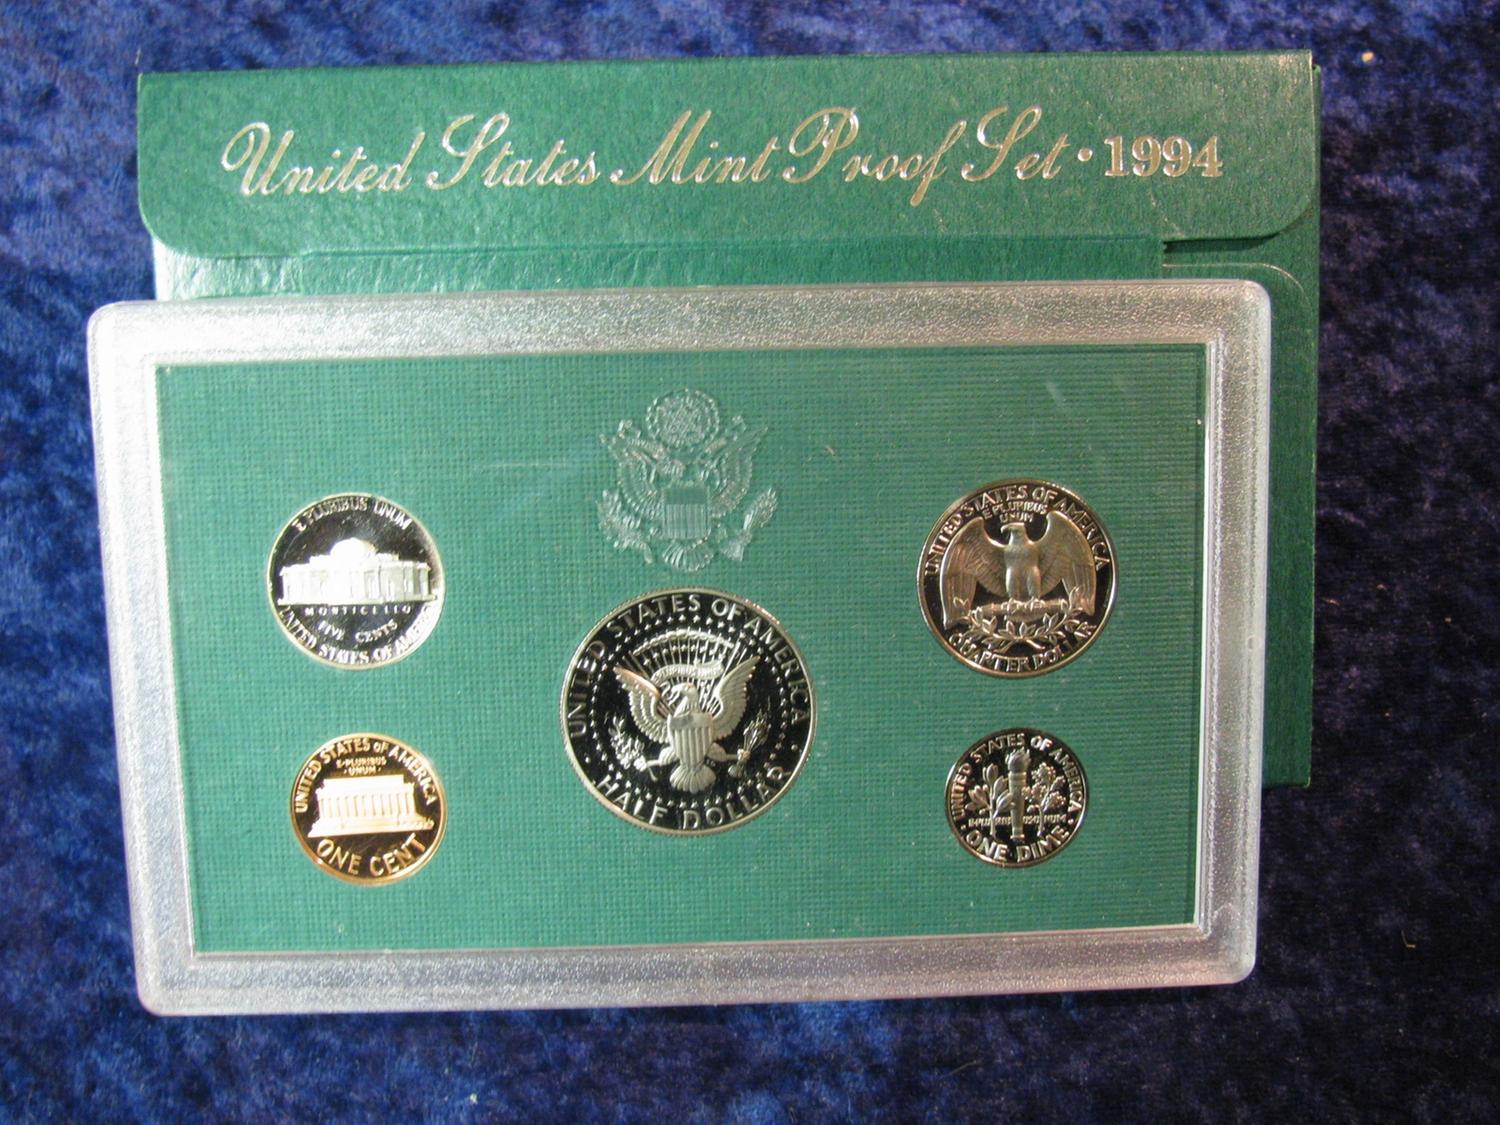 United States Mint Proof Set · 1994
E PLURIBUS UNUM
MONTICELLO
FIVE CENTS
UNITED STATES OF AMERICA
UNITED STATES OF AMERICA
E PLURIBUS
UNUM
QUARTER DOLLAR
UNITED STATES OF AMERICA
E PLURIBUS UNUM
HALF DOLLAR
UNITED STATES OF AMERICA
E·PLURIBUS
·UNUM·
ONE CENT
UNITED STATES OF AMERICA
E·PLURIBUS UNUM·
ONE DIME